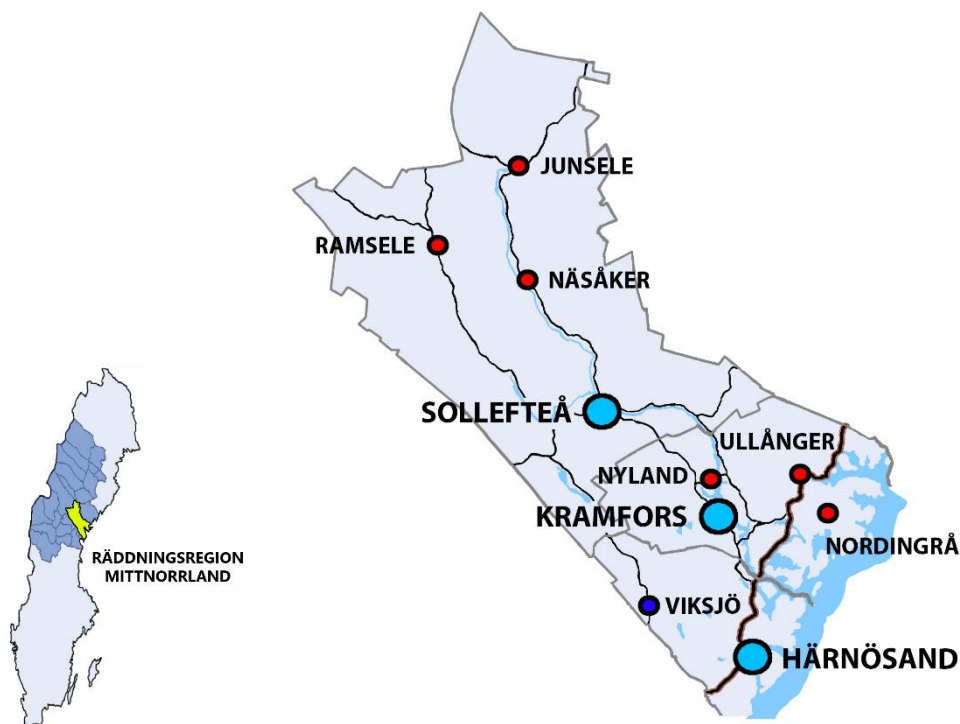 JUNSELE
RAMSELE
NÄSÅKER
SOLLEFTEÅ
ULLÅNGER
NYLAND
KRAMFORS
NORDINGRÅ
RÄDDNINGSREGION
MITTNORRLAND
VIKSJÖ
HÄRNÖSAND